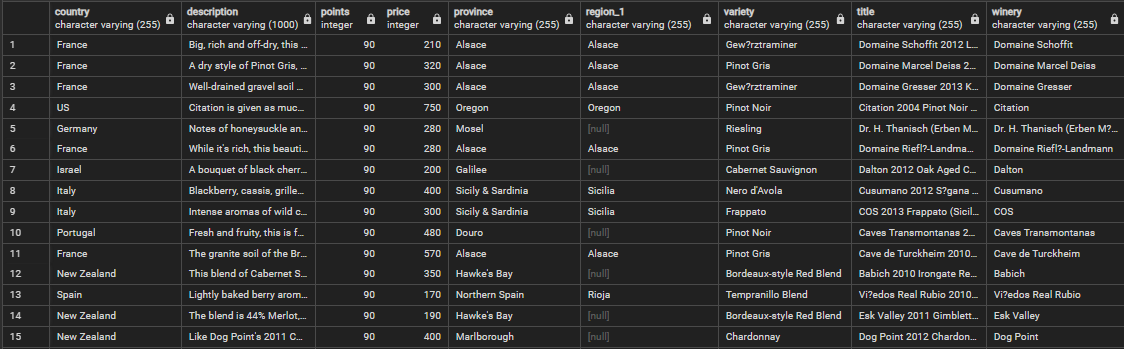 country description points price province region_1 variety title winery
character varying (255) character varying (1000) integer integer character varying (255) character varying (255) character varying (255) character varying (255) character varying (255)
1 France Big, rich and off-dry, this ... 90 210 Alsace Alsace Gew?rztraminer Domaine Schoffit 2012 L... Domaine Schoffit
2 France A dry style of Pinot Gris, ... 90 320 Alsace Alsace Pinot Gris Domaine Marcel Deiss 2... Domaine Marcel Deiss
3 France Well-drained gravel soil ... 90 300 Alsace Alsace Gew?rztraminer Domaine Gresser 2013 K... Domaine Gresser
4 US Citation is given as muc... 90 750 Oregon Oregon Pinot Noir Citation 2004 Pinot Noir ... Citation
5 Germany Notes of honeysuckle an... 90 280 Mosel [null] Riesling Dr. H. Thanisch (Erben M... Dr. H. Thanisch (Erben M?...
6 France While it's rich, this beauti... 90 280 Alsace Alsace Pinot Gris Domaine Riefl?-Landma... Domaine Riefl?-Landmann
7 Israel A bouquet of black cherr... 90 200 Galilee [null] Cabernet Sauvignon Dalton 2012 Oak Aged C... Dalton
8 Italy Blackberry, cassis, grille... 90 400 Sicily & Sardinia Sicilia Nero d'Avola Cusumano 2012 S?gana ... Cusumano
9 Italy Intense aromas of wild c... 90 300 Sicily & Sardinia Sicilia Frappato COS 2013 Frappato (Sicil... COS
10 Portugal Fresh and fruity, this is f... 90 480 Douro [null] Pinot Noir Caves Transmontanas 2... Caves Transmontanas
11 France The granite soil of the Br... 90 570 Alsace Alsace Pinot Gris Cave de Turckheim 2010... Cave de Turckheim
12 New Zealand This blend of Cabernet S... 90 350 Hawke's Bay [null] Bordeaux-style Red Blend Babich 2010 Irongate Re... Babich
13 Spain Lightly baked berry arom... 90 170 Northern Spain Rioja Tempranillo Blend Vi?edos Real Rubio 2010... Vi?edos Real Rubio
14 New Zealand The blend is 44% Merlot,... 90 190 Hawke's Bay [null] Bordeaux-style Red Blend Esk Valley 2011 Gimblett... Esk Valley
15 New Zealand Like Dog Point's 2011 C... 90 400 Marlborough [null] Chardonnay Dog Point 2012 Chardon... Dog Point